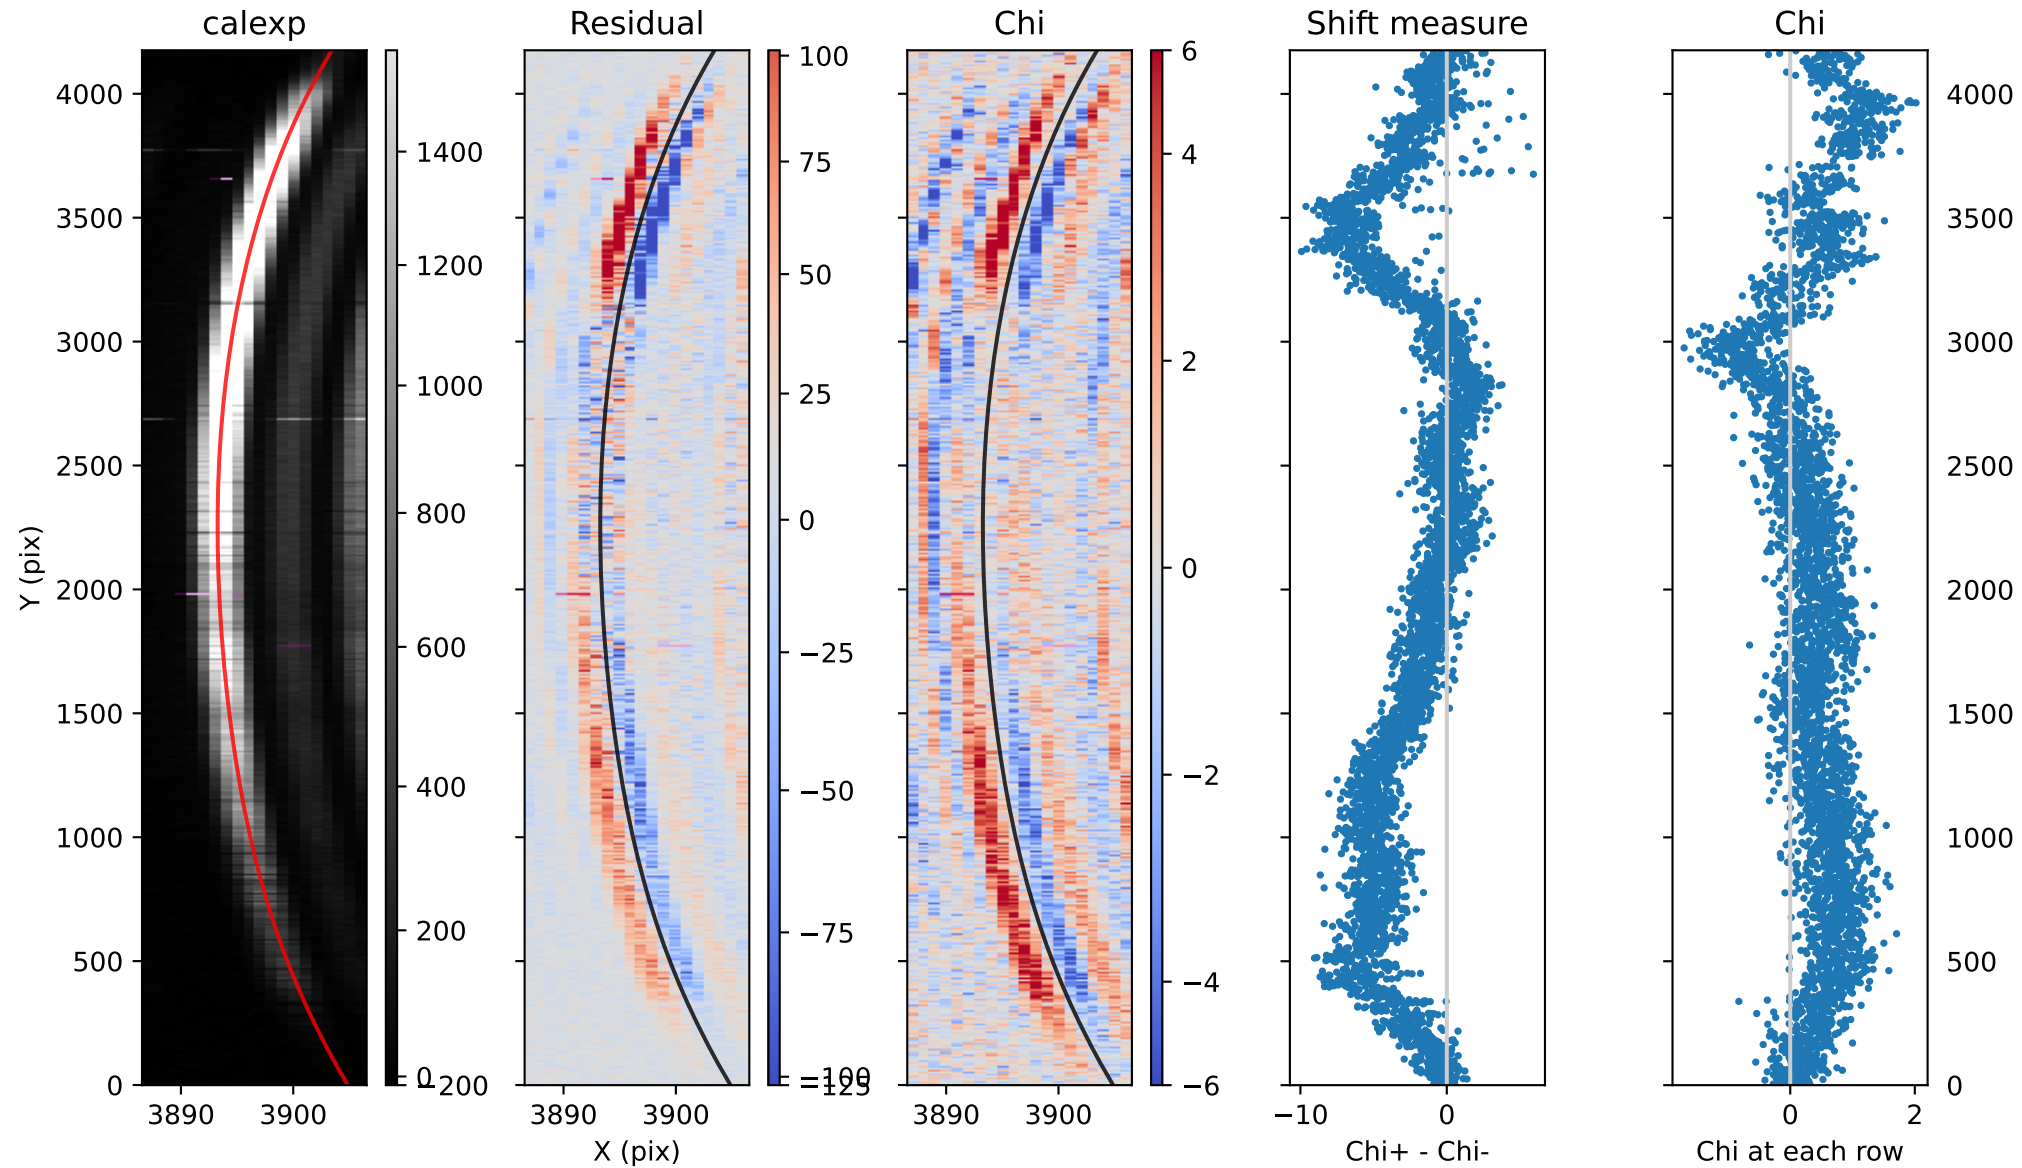 calexp Residual Chi Shift measure Chi
4000 1400 100 6 4000
3500 1200 75 4 3500
3000 1000 50 2 3000
2500 800 25 0 2500
2000 600 0 −2 2000
1500 400 −25 −4 1500
1000 200 −50 −6 1000
500 0 −75 500
0 −200 −100 0
−125
3890 3900 3890 3900 3890 3900 −10 0 0 2
Y (pix)
X (pix) Chi+ - Chi- Chi at each row